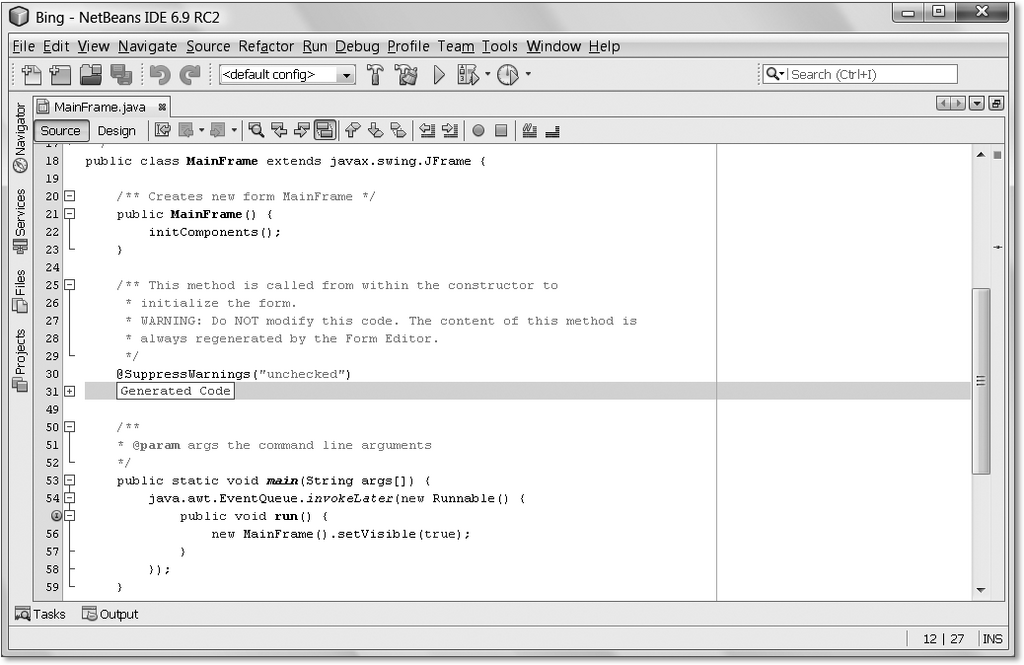 Bing - NetBeans IDE 6.9 RC2
File Edit View Navigate Source Refactor Run Debug Profile Team Tools Window Help
<default config> Search (Ctrl+I)
MainFrame.java
Source Design
Navigator
Services
Files
Projects
17 */
18 public class MainFrame extends javax.swing.JFrame {
19
20 /** Creates new form MainFrame */
21 public MainFrame() {
22 initComponents();
23 }
24
25 /** This method is called from within the constructor to
26 * initialize the form.
27 * WARNING: Do NOT modify this code. The content of this method is
28 * always regenerated by the Form Editor.
29 */
30 @SuppressWarnings("unchecked")
31 Generated Code
49
50 /**
51 * @param args the command line arguments
52 */
53 public static void main(String args[]) {
54 java.awt.EventQueue.invokeLater(new Runnable() {
public void run() {
56 new MainFrame().setVisible(true);
57 }
58 });
59 }
Tasks Output
12 | 27 INS